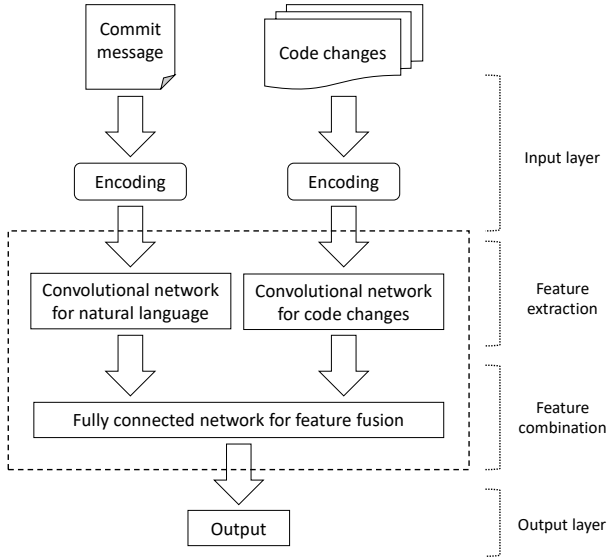 Commit
message
Code changes
Input layer
Encoding
Encoding
Convolutional network
for natural language
Convolutional network
for code changes
Feature
extraction
Fully connected network for feature fusion
Feature
combination
Output
Output layer